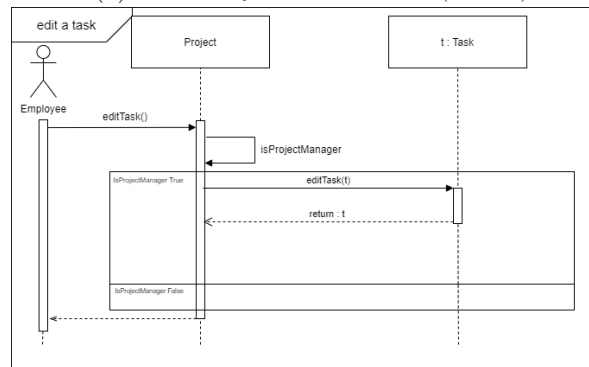 edit a task
Project
t : Task
Employee
editTask()
isProjectManager
IsProjectManager True
editTask(t)
return : t
IsProjectManager False